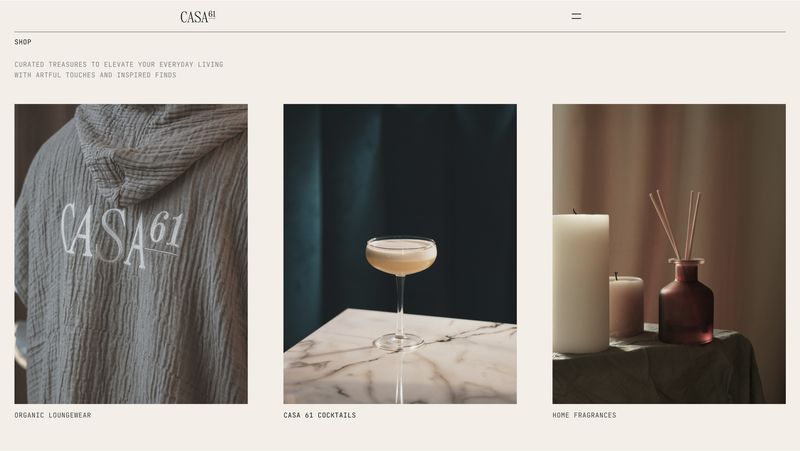 CASA61
SHOP
CURATED TREASURES TO ELEVATE YOUR EVERYDAY LIVING
WITH ARTFUL TOUCHES AND INSPIRED FINDS
CASA61
ORGANIC LOUNGEWEAR
CASA 61 COCKTAILS
HOME FRAGRANCES